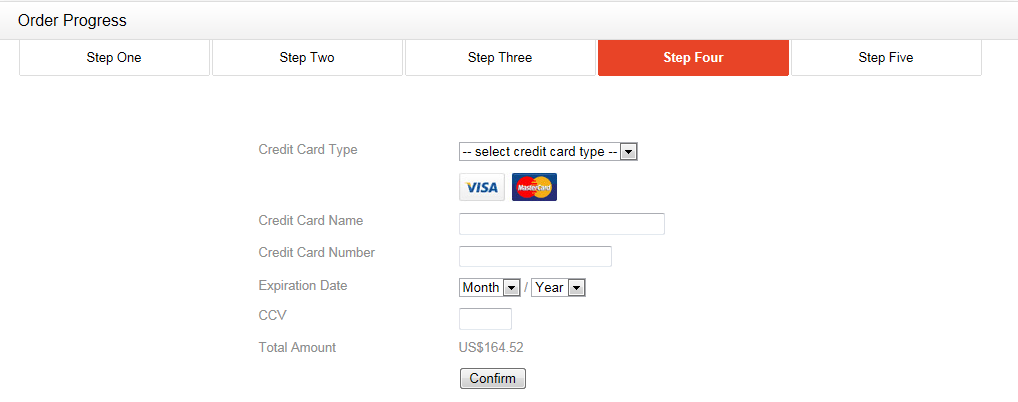 Order Progress
Step One Step Two Step Three Step Four Step Five
Credit Card Type -- select credit card type --
VISA MasterCard
Credit Card Name
Credit Card Number
Expiration Date Month / Year
CCV
Total Amount US$164.52
Confirm